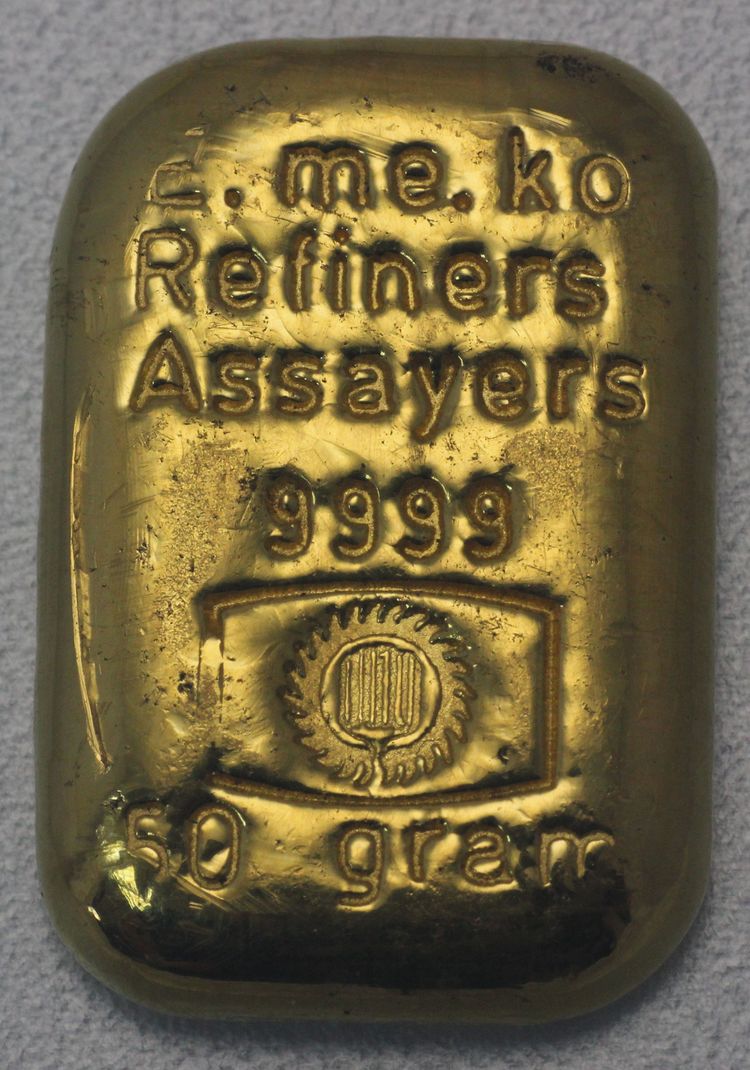 e.me.ko
Refiners
Assayers
9999
50 gram